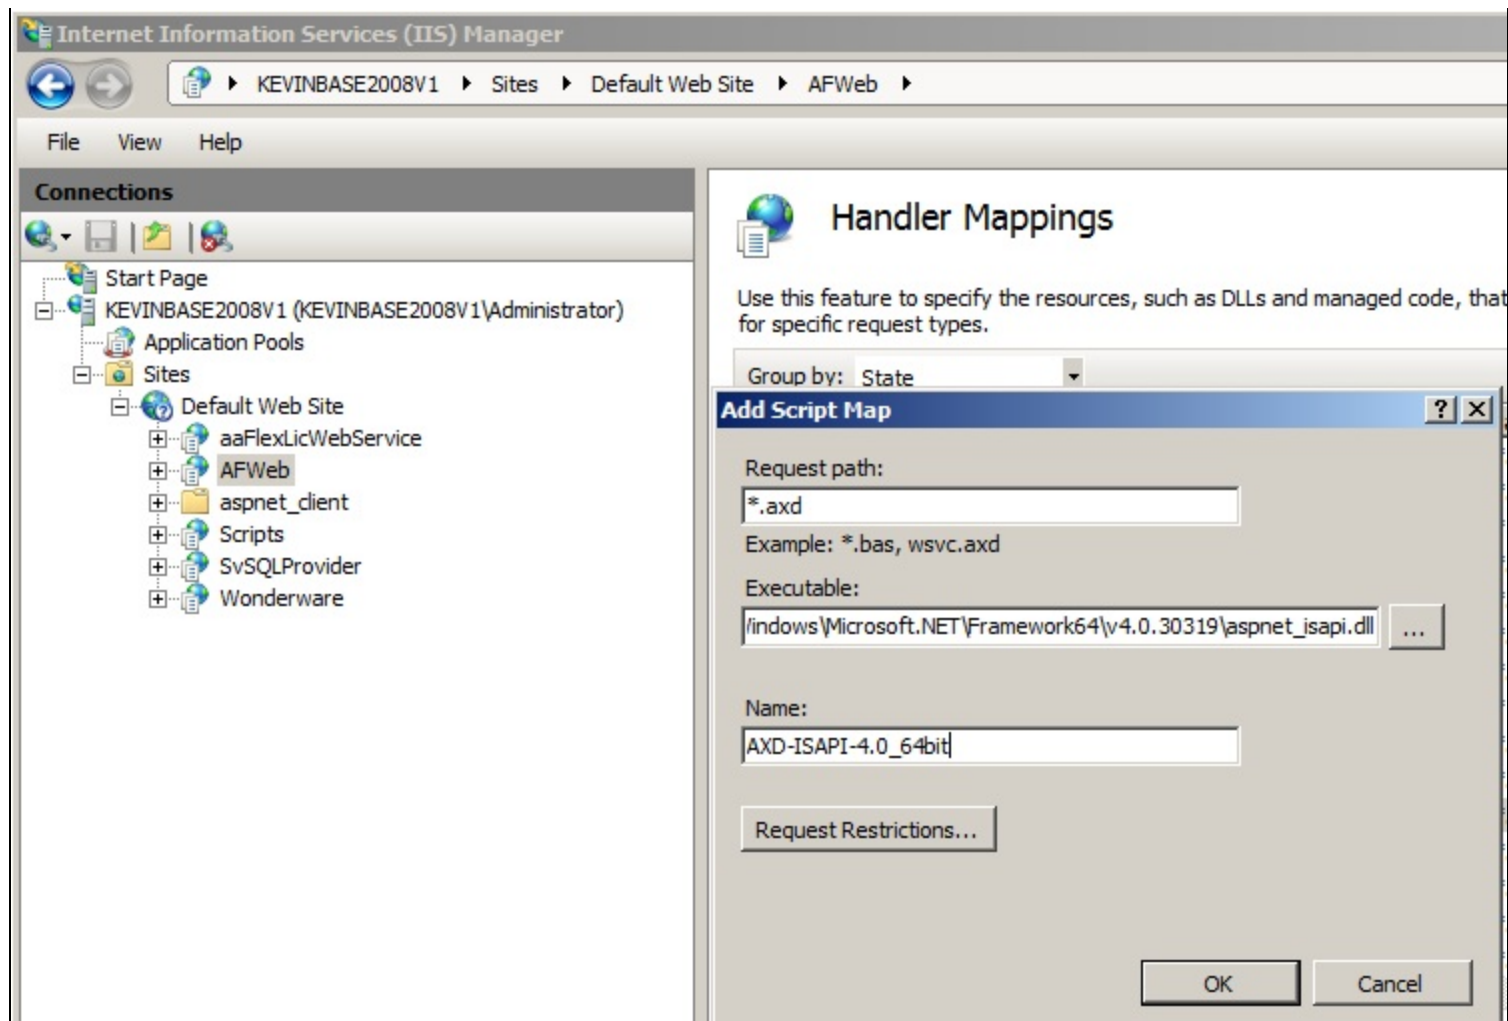 Internet Information Services (IIS) Manager
KEVINBASE2008V1 Sites Default Web Site AFWeb
File View Help
Connections
Start Page
KEVINBASE2008V1 (KEVINBASE2008V1\Administrator)
Application Pools
Sites
Default Web Site
aaFlexLicWebService
AFWeb
aspnet_client
Scripts
SvSQLProvider
Wonderware
Handler Mappings
Use this feature to specify the resources, such as DLLs and managed code, that
for specific request types.
Group by: State
Add Script Map
Request path:
*.axd
Example: *.bas, wsvc.axd
Executable:
indows\Microsoft.NET\Framework64\v4.0.30319\aspnet_isapi.dll ...
Name:
AXD-ISAPI-4.0_64bit
Request Restrictions...
OK Cancel